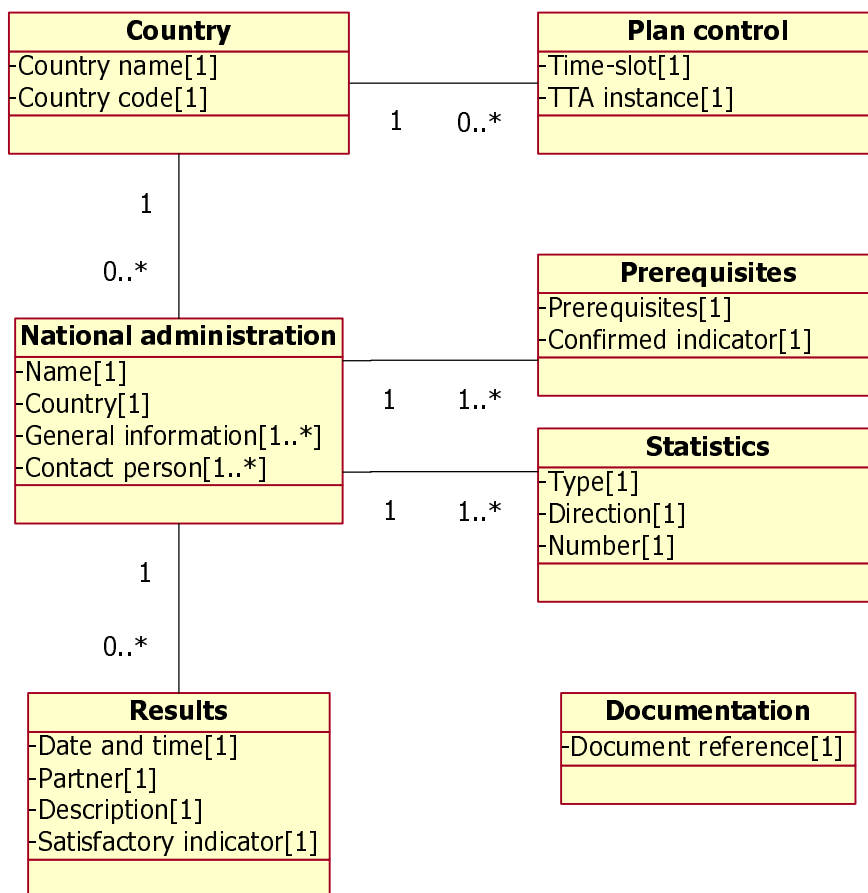 Country
-Country name[1]
-Country code[1]
Plan control
-Time-slot[1]
-TTA instance[1]
1
0..*
1
0..*
National administration
-Name[1]
-Country[1]
-General information[1..*]
-Contact person[1..*]
Prerequisites
-Prerequisites[1]
-Confirmed indicator[1]
1
1..*
Statistics
-Type[1]
-Direction[1]
-Number[1]
1
1..*
1
0..*
Results
-Date and time[1]
-Partner[1]
-Description[1]
-Satisfactory indicator[1]
Documentation
-Document reference[1]